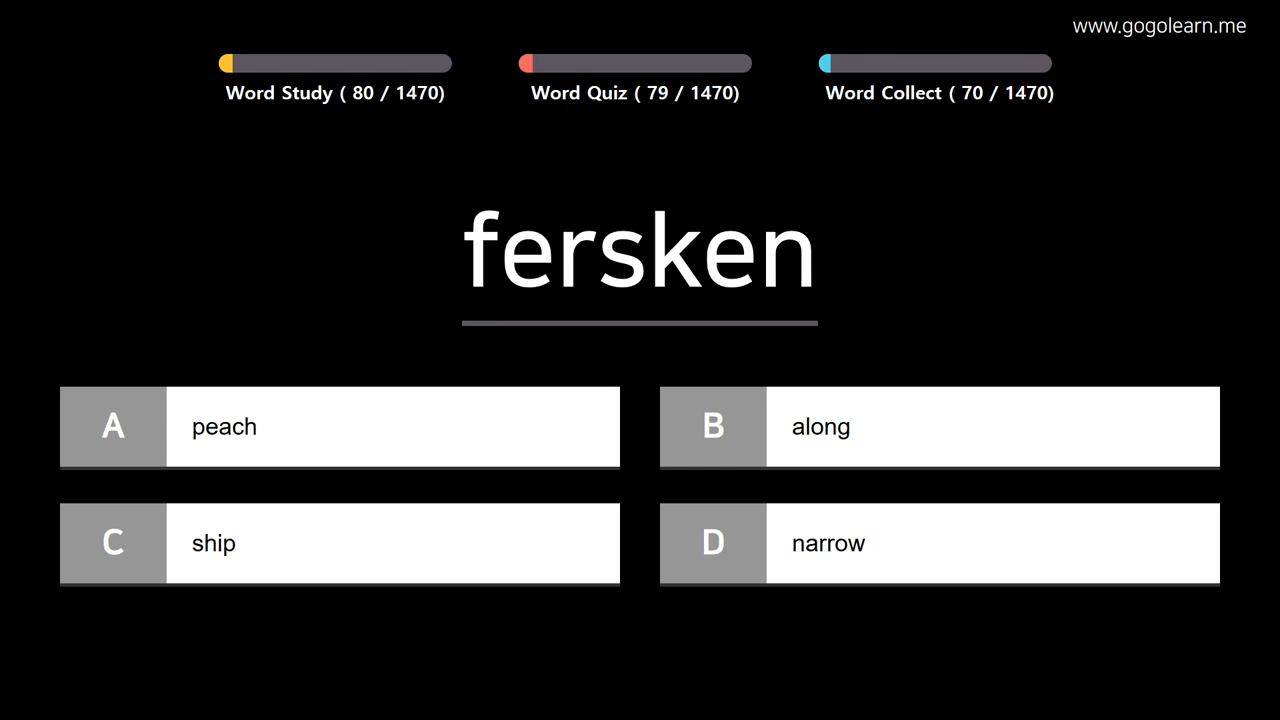 www.gogolearn.me
Word Study ( 80 / 1470)
Word Quiz ( 79 / 1470)
Word Collect ( 70 / 1470)
fersken
A peach
B along
C ship
D narrow